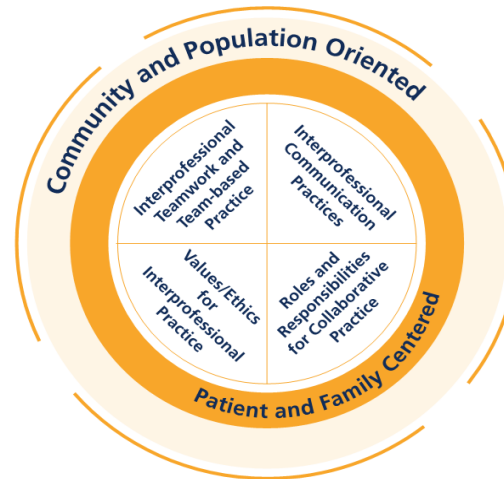 Community and Population Oriented
Interprofessional
Teamwork and
Team-based
Practice
Interprofessional
Communication
Practices
Values/Ethics
for
Interprofessional
Practice
Roles and
Responsibilities
for Collaborative
Practice
Patient and Family Centered